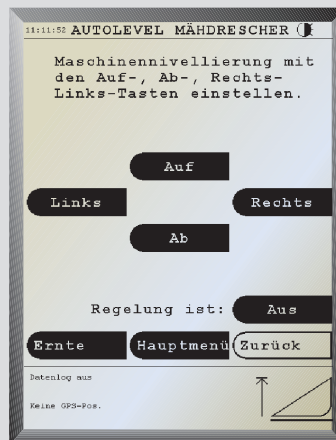 11:11:52 AUTOLEVEL MÄHDRESCHER
Maschinennivellierung mit
den Auf-, Ab-, Rechts-
Links-Tasten einstellen.
Auf
Links Rechts
Ab
Regelung ist: Aus
Ernte Hauptmenü Zurück
Datenlog aus
Keine GPS-Pos.